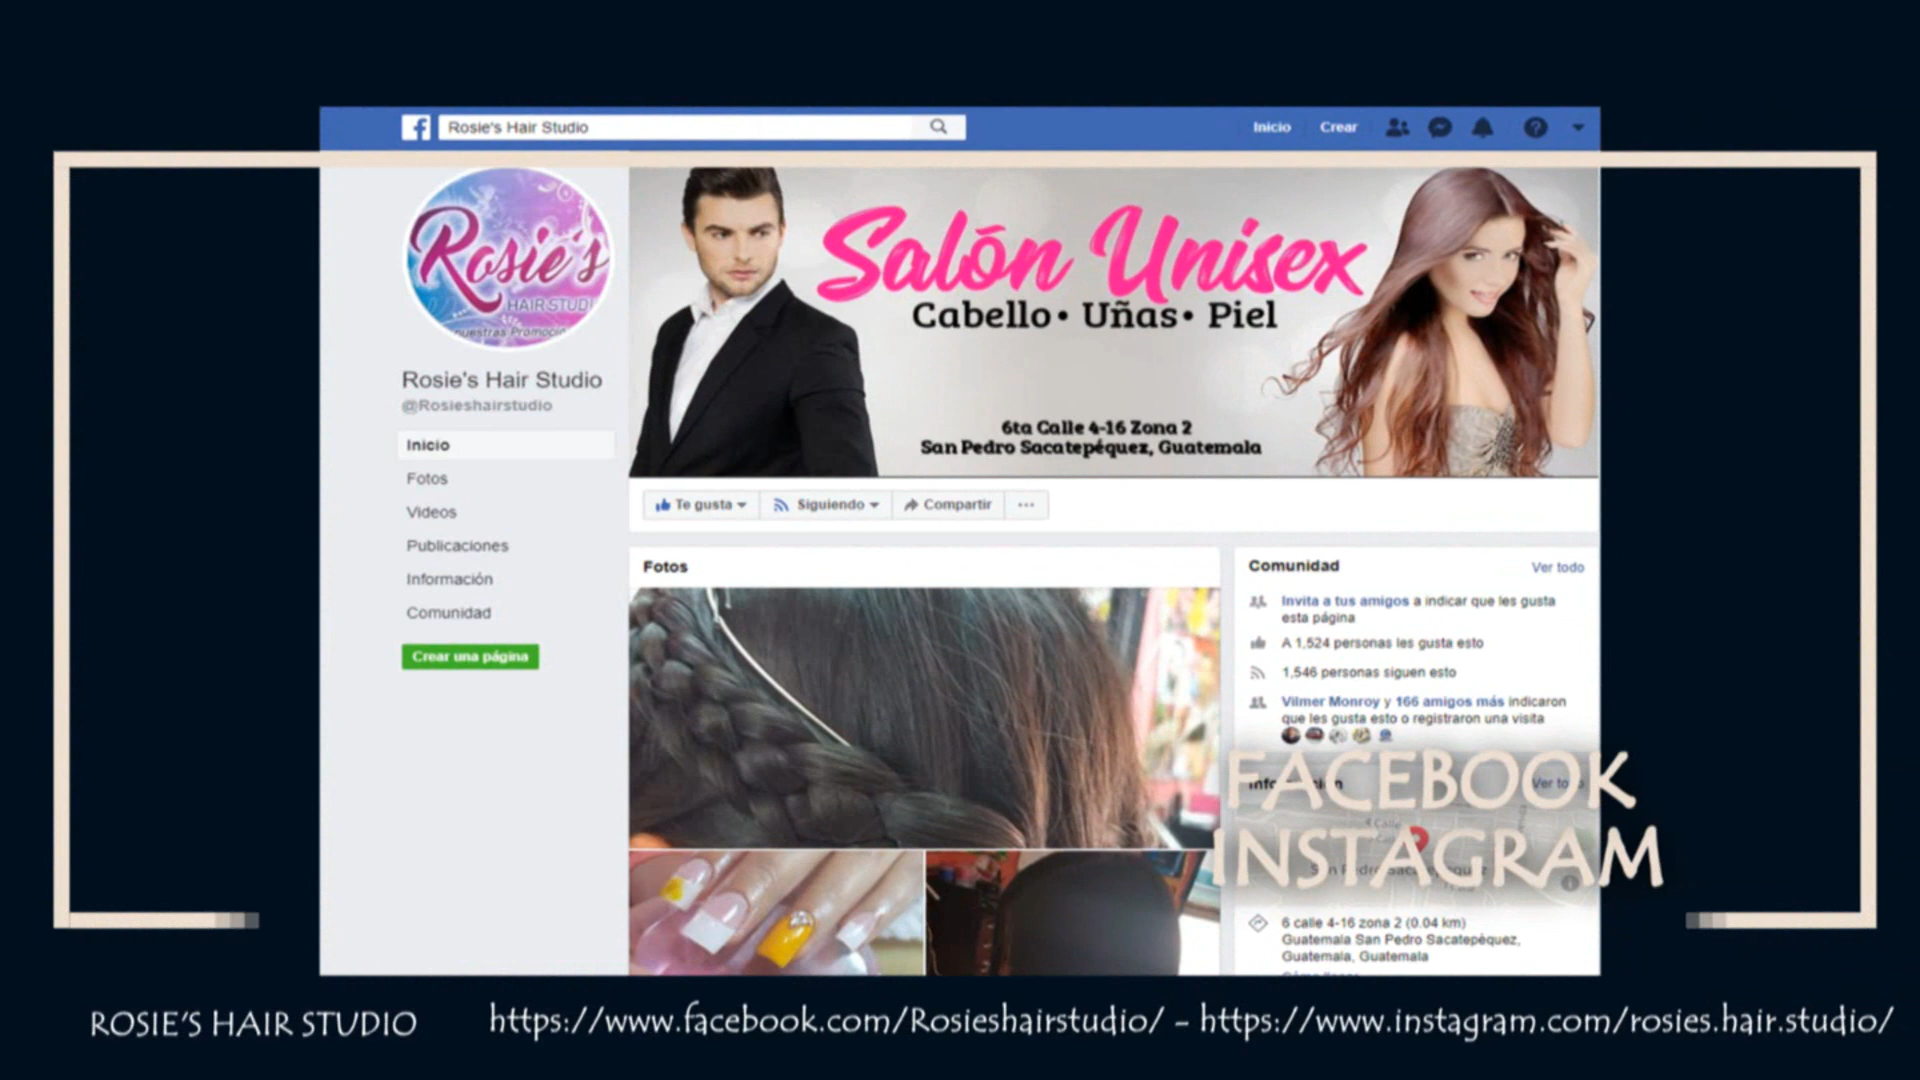 Rosie's Hair Studio
Inicio
Crear
Rosie's
HAIR STUDI
nuestras Promoci
Salón Unisex
Cabello • Uñas • Piel
6ta Calle 4-16 Zona 2
San Pedro Sacatepéquez, Guatemala
Rosie's Hair Studio
@Rosieshairstudio
Inicio
Fotos
Videos
Publicaciones
Información
Comunidad
Crear una página
Te gusta
Siguiendo
Compartir
Fotos
Comunidad
Ver todo
Invita a tus amigos a indicar que les gusta
esta página
A 1,524 personas les gusta esto
1,546 personas siguen esto
Vilmer Monroy y 166 amigos más indicaron
que les gusta esto o registraron una visita
FACEBOOK
INSTAGRAM
6 calle 4-16 zona 2 (0.04 km)
Guatemala San Pedro Sacatepèquez,
Guatemala, Guatemala
ROSIE'S HAIR STUDIO
https://www.facebook.com/Rosieshairstudio/ - https://www.instagram.com/rosies.hair.studio/